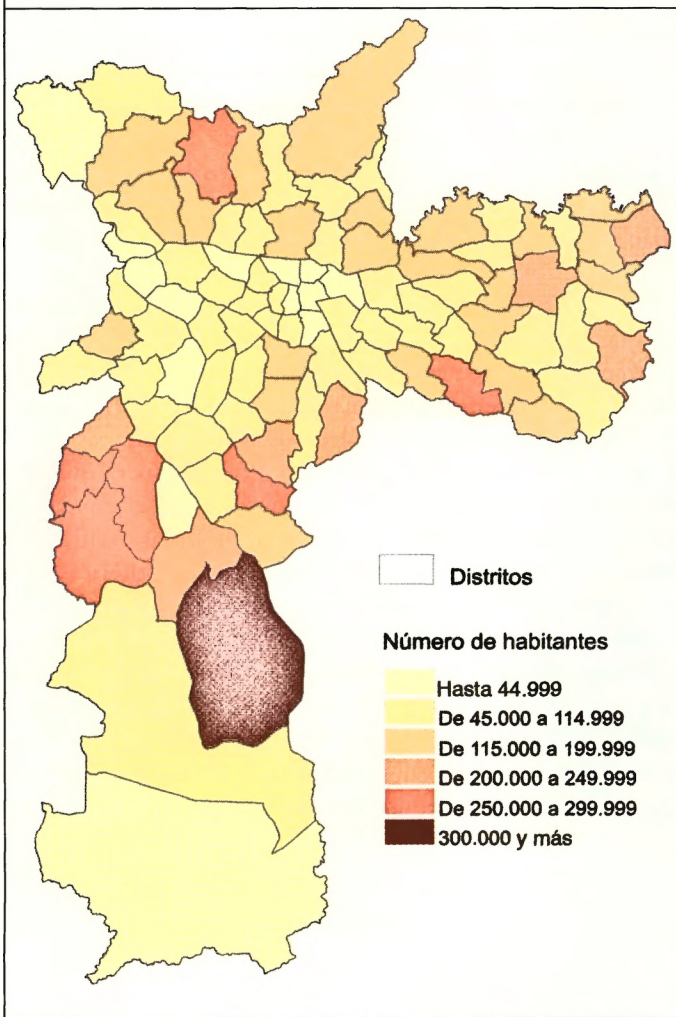 Distritos
Número de habitantes
Hasta 44.999
De 45.000 a 114.999
De 115.000 a 199.999
De 200.000 a 249.999
De 250.000 a 299.999
300.000 y más